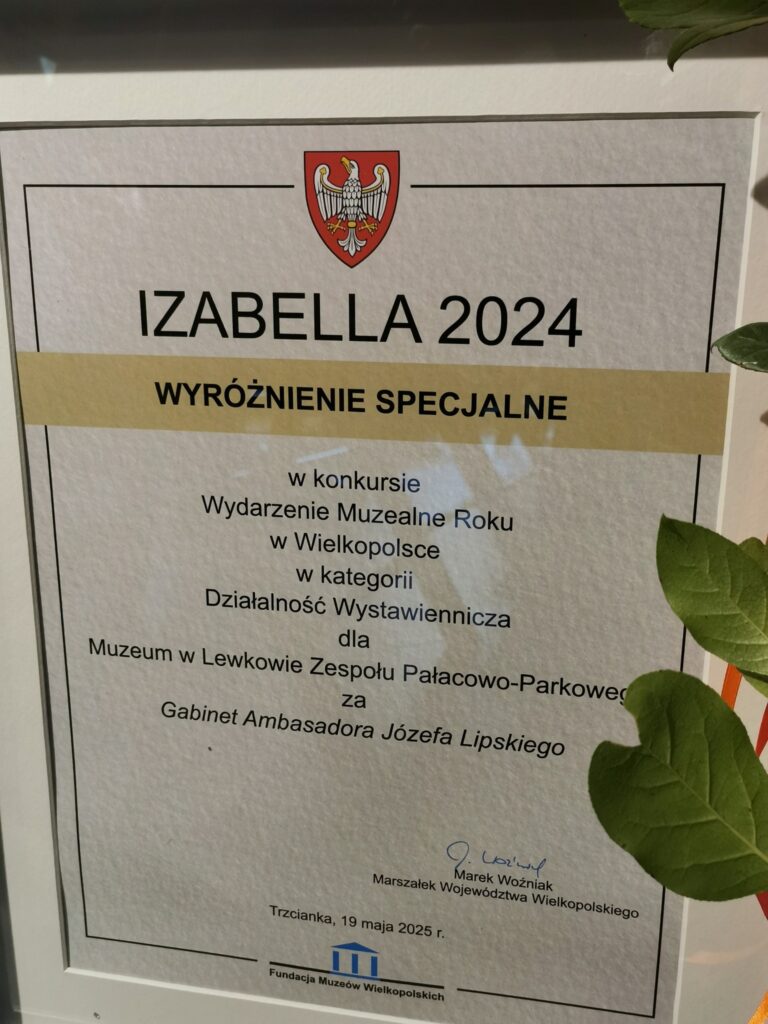 IZABELLA 2024
WYRÓŻNIENIE SPECJALNE
w konkursie
Wydarzenie Muzealne Roku
w Wielkopolsce
w kategorii
Działalność Wystawiennicza
dla
Muzeum w Lewkowie Zespołu Pałacowo-Parkoweg
za
Gabinet Ambasadora Józefa Lipskiego
Marek Woźniak
Marszałek Województwa Wielkopolskiego
Trzcianka, 19 maja 2025 r.
Fundacja Muzeów Wielkopolskich